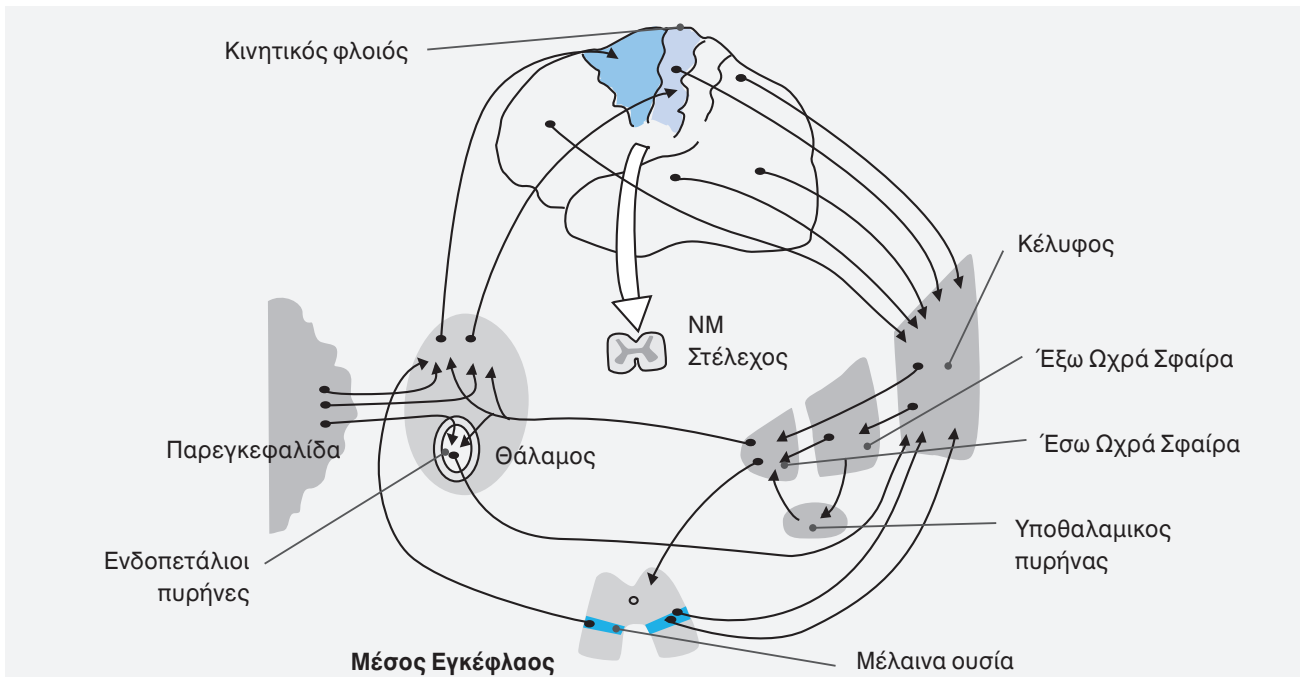 Κινητικός φλοιός
Κέλυφος
ΝΜ
Στέλεχος
Έξω Ωχρά Σφαίρα
Έσω Ωχρά Σφαίρα
Παρεγκεφαλίδα
Θάλαμος
Υποθαλαμικος
πυρήνας
Ενδοπετάλιοι
πυρήνες
Μέσος Εγκέφλαος
Μέλαινα ουσία